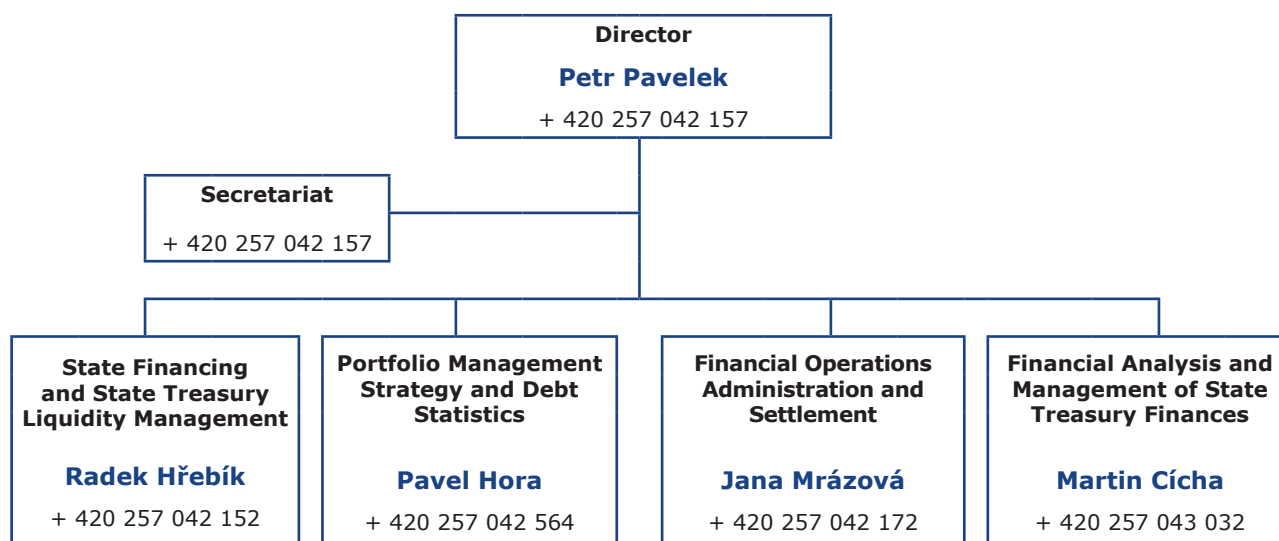 Director
Petr Pavelek
+ 420 257 042 157
Secretariat
+ 420 257 042 157
State Financing
and State Treasury
Liquidity Management
Radek Hřebík
+ 420 257 042 152
Portfolio Management
Strategy and Debt
Statistics
Pavel Hora
+ 420 257 042 564
Financial Operations
Administration and
Settlement
Jana Mrázová
+ 420 257 042 172
Financial Analysis and
Management of State
Treasury Finances
Martin Cícha
+ 420 257 043 032